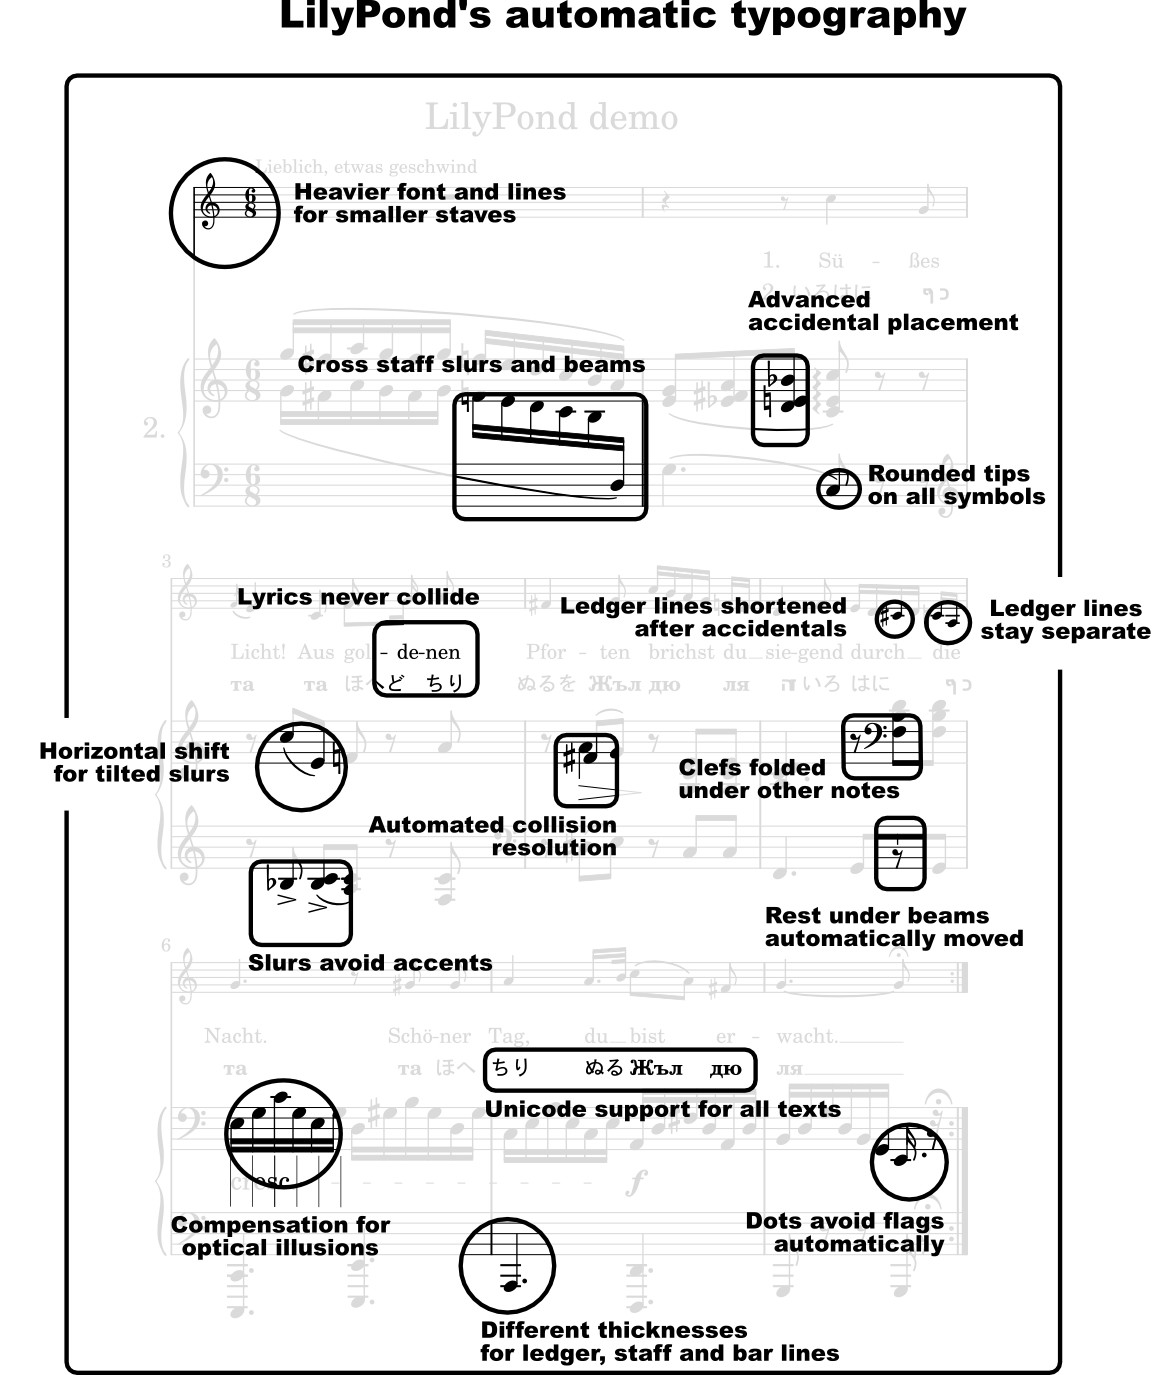 LilyPond's automatic typography
LilyPond demo
Lieblich, etwas geschwind
Heavier font and lines
for smaller staves
1. Sü - ßes
2. いろはに
Advanced
accidental placement
Cross staff slurs and beams
2.
Rounded tips
on all symbols
3
Lyrics never collide
Ledger lines shortened
after accidentals
Ledger lines
stay separate
Licht! Aus gol - de-nen Pfor - ten brichst du sie-gend durch die
та та ほへど ちり ぬるを Жъл дю ля いろ はに
Horizontal shift
for tilted slurs
Clefs folded
under other notes
Automated collision
resolution
Rest under beams
automatically moved
Slurs avoid accents
6
Nacht. Schö-ner Tag, du bist er - wacht.
та та ほへ ちり ぬる Жъл дю ля
Unicode support for all texts
cresc
f
Compensation for
optical illusions
Dots avoid flags
automatically
Different thicknesses
for ledger, staff and bar lines